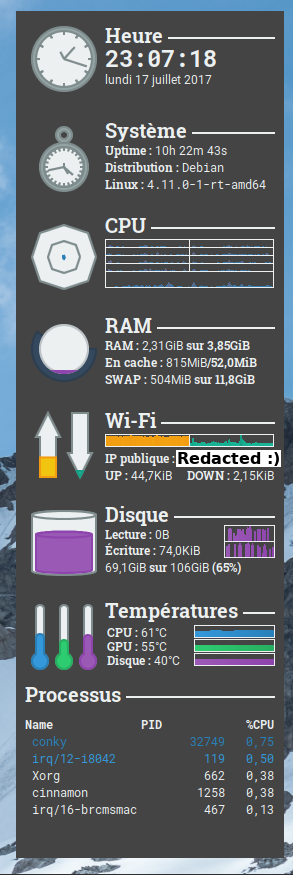 Heure
23:07:18
lundi 17 juillet 2017
Système
Uptime : 10h 22m 43s
Distribution : Debian
Linux : 4.11.0-1-rt-amd64
CPU
RAM
RAM : 2,31GiB sur 3,85GiB
En cache : 815MiB/52,0MiB
SWAP : 504MiB sur 11,8GiB
Wi-Fi
IP publique : Redacted :)
UP : 44,7KiB DOWN : 2,15KiB
Disque
Lecture : 0B
Écriture : 74,0KiB
69,1GiB sur 106GiB (65%)
Températures
CPU : 61°C
GPU : 55°C
Disque : 40°C
Processus
Name PID %CPU
conky 32749 0,75
irq/12-i8042 119 0,50
Xorg 662 0,38
cinnamon 1258 0,38
irq/16-brcmsmac 467 0,13